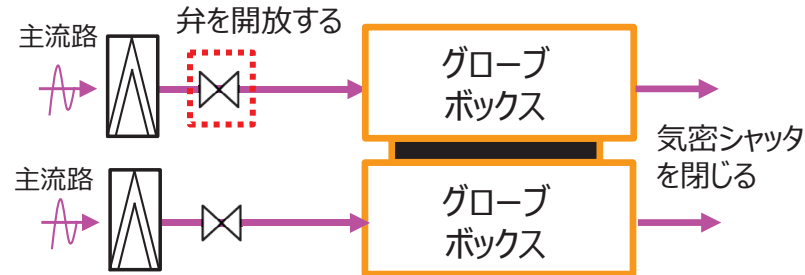 弁を開放する
主流路
グローブ
ボックス
気密シャッタ
を閉じる
主流路
グローブ
ボックス